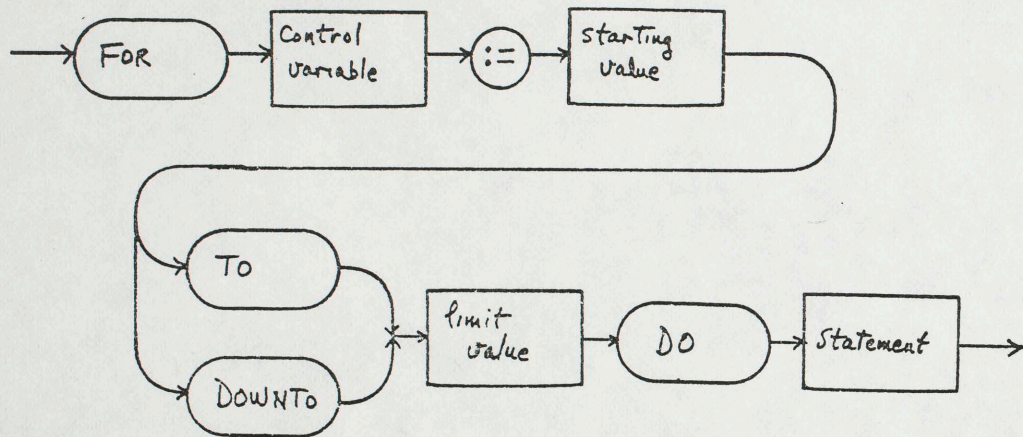 FOR
Control
variable
:=
starting
value
TO
DOWNTO
limit
value
DO
Statement